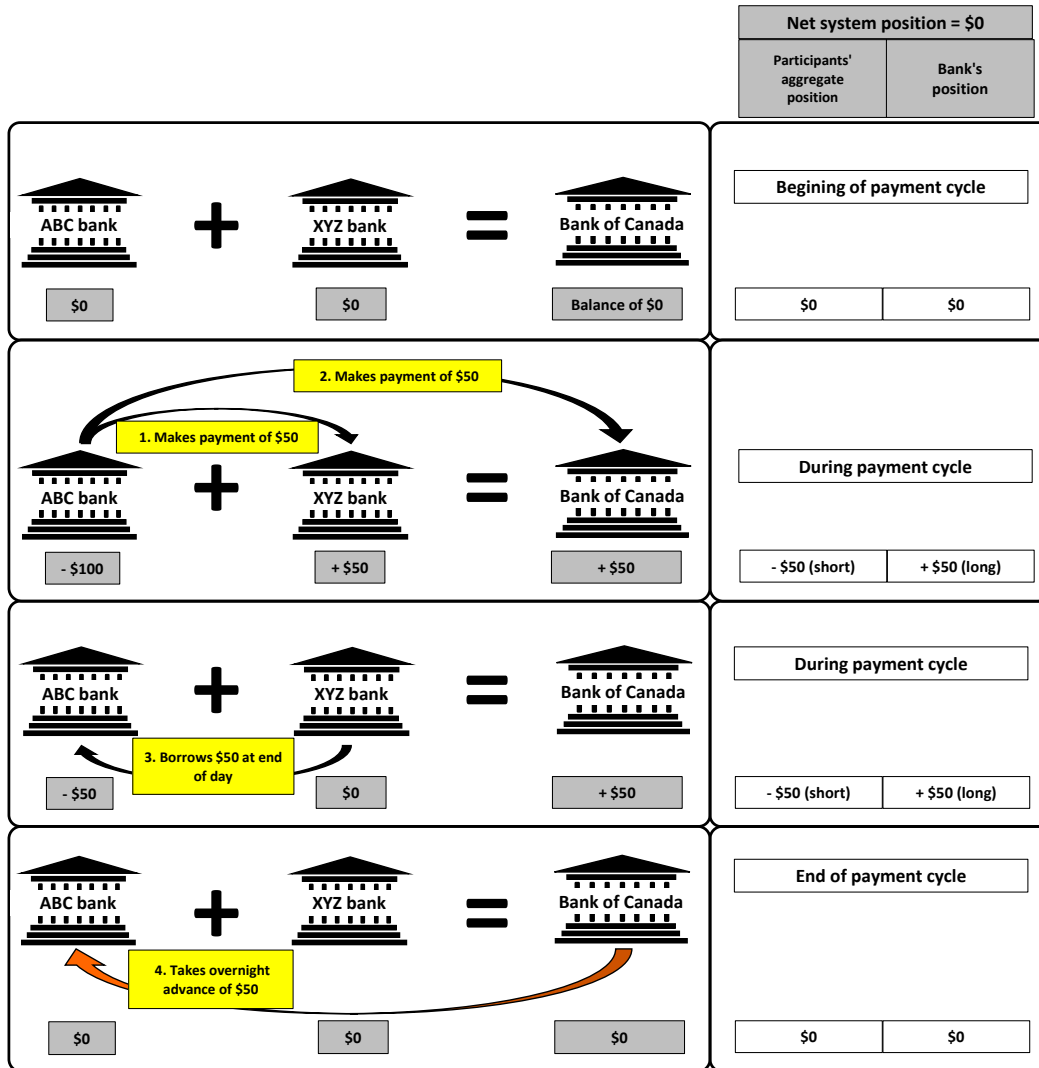 Net system position = $0
Participants'
aggregate
position
Bank's
position
ABC bank
+
XYZ bank
=
Bank of Canada
$0
$0
Balance of $0
Begining of payment cycle
$0
$0
2. Makes payment of $50
1. Makes payment of $50
ABC bank
+
XYZ bank
=
Bank of Canada
- $100
+ $50
+ $50
During payment cycle
- $50 (short)
+ $50 (long)
ABC bank
+
XYZ bank
=
Bank of Canada
3. Borrows $50 at end
of day
- $50
$0
+ $50
During payment cycle
- $50 (short)
+ $50 (long)
ABC bank
+
XYZ bank
=
Bank of Canada
4. Takes overnight
advance of $50
$0
$0
$0
End of payment cycle
$0
$0